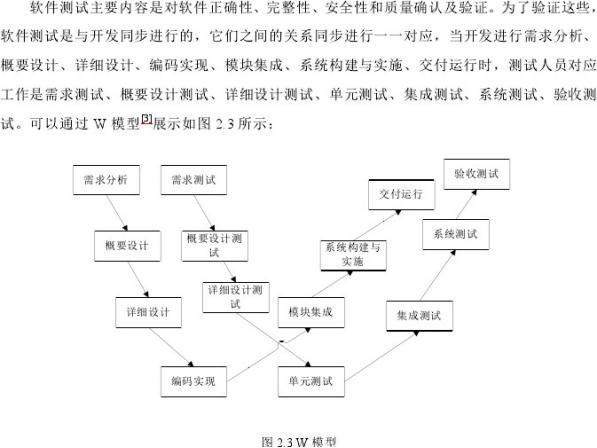 软件测试主要内容是对软件正确性、完整性、安全性和质量确认及验证。为了验证这些，
软件测试是与开发同步进行的，它们之间的关系同步进行一一对应，当开发进行需求分析、
概要设计、详细设计、编码实现、模块集成、系统构建与实施、交付运行时，测试人员对应
工作是需求测试、概要设计测试、详细设计测试、单元测试、集成测试、系统测试、验收测
试。可以通过 W 模型[3]展示如图 2.3 所示：
需求分析
需求测试
交付运行
验收测试
概要设计
概要设计测
试
系统构建与
实施
系统测试
详细设计
详细设计测
试
模块集成
集成测试
编码实现
单元测试
图 2.3 W 模型